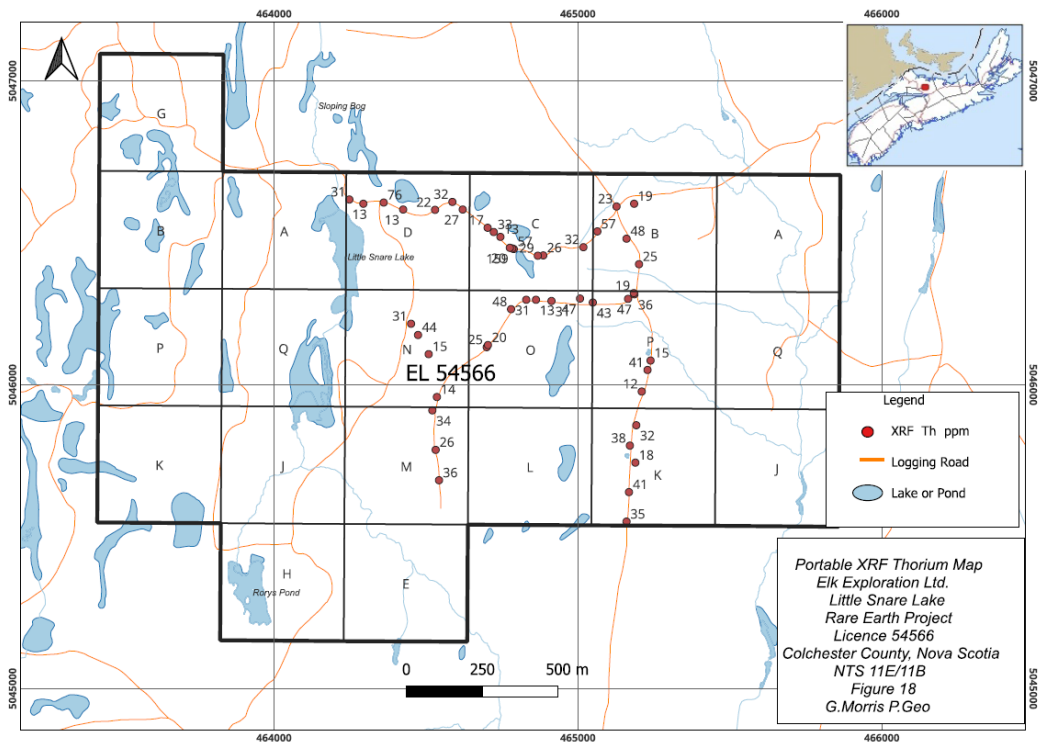 464000
465000
466000
5047000
5047000
G
Sloping Bog
31
13
76
13
22
32
27
17
33
13
C
57
29
26
32
57
23
19
48
B
25
B
A
D
A
Little Snare Lake
19
36
47
43
47
31
13
31
48
20
25
31
44
15
N
P
Q
O
P
15
41
12
Q
EL 54566
5046000
5046000
14
34
26
36
K
J
M
L
38
32
18
K
41
35
J
Legend
XRF Th ppm
Logging Road
Lake or Pond
H
Rorys Pond
E
0 250 500 m
Portable XRF Thorium Map
Elk Exploration Ltd.
Little Snare Lake
Rare Earth Project
Licence 54566
Colchester County, Nova Scotia
NTS 11E/11B
Figure 18
G.Morris P.Geo
5045000
5045000
464000
465000
466000